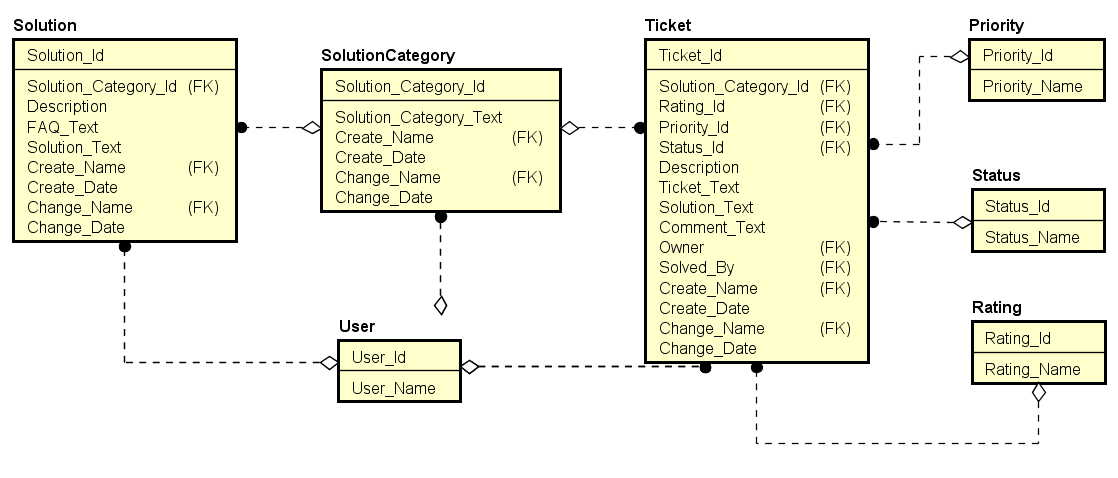 Solution
Solution_Id
Solution_Category_Id (FK)
Description
FAQ_Text
Solution_Text
Create_Name (FK)
Create_Date
Change_Name (FK)
Change_Date
SolutionCategory
Solution_Category_Id
Solution_Category_Text
Create_Name (FK)
Create_Date
Change_Name (FK)
Change_Date
User
User_Id
User_Name
Ticket
Ticket_Id
Solution_Category_Id (FK)
Rating_Id (FK)
Priority_Id (FK)
Status_Id (FK)
Description
Ticket_Text
Solution_Text
Comment_Text
Owner (FK)
Solved_By (FK)
Create_Name (FK)
Create_Date
Change_Name (FK)
Change_Date
Priority
Priority_Id
Priority_Name
Status
Status_Id
Status_Name
Rating
Rating_Id
Rating_Name